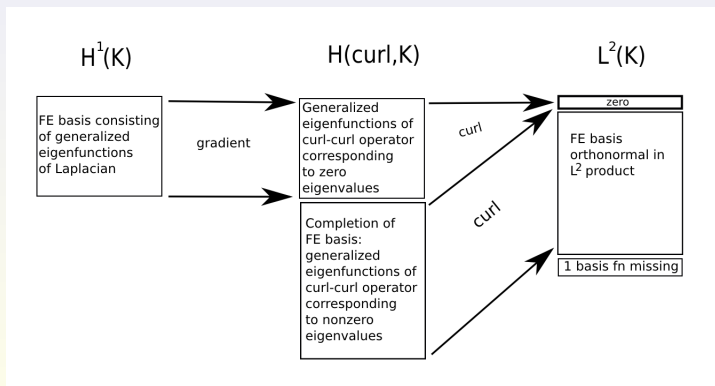 H¹(K)
H(curl,K)
L²(K)
FE basis consisting
of generalized
eigenfunctions
of Laplacian
gradient
Generalized
eigenfunctions of
curl-curl operator
corresponding
to zero
eigenvalues
Completion of
FE basis:
generalized
eigenfunctions of
curl-curl operator
corresponding
to nonzero
eigenvalues
curl
curl
zero
FE basis
orthonormal in
L² product
1 basis fn missing